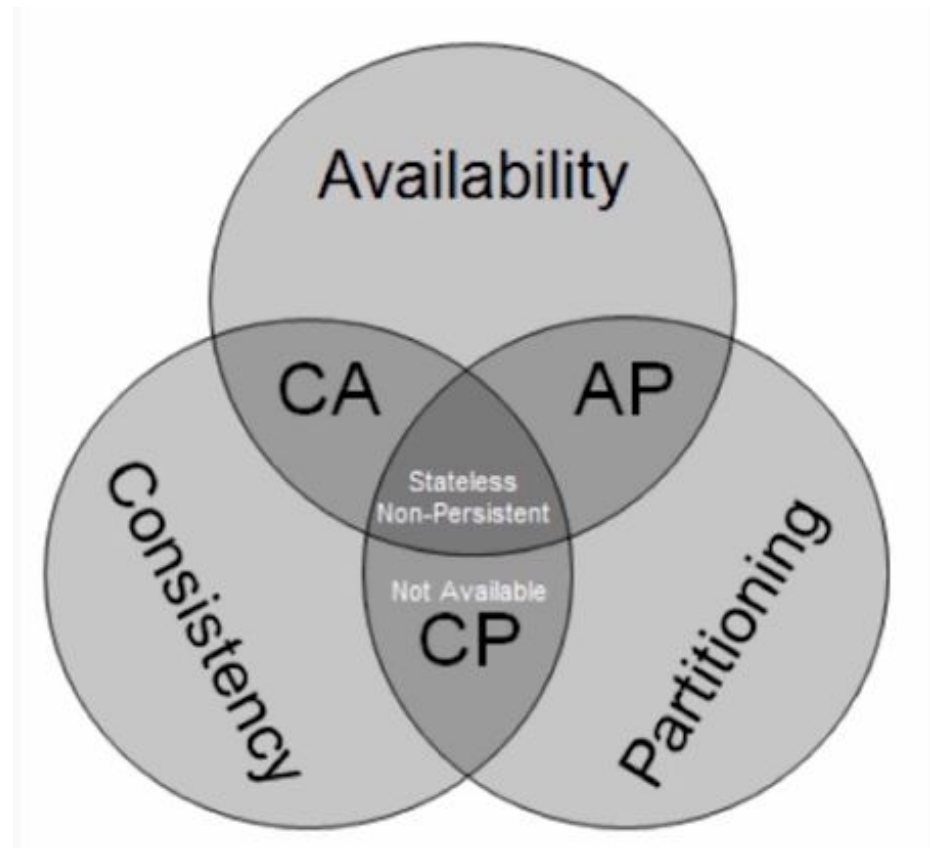 Availability
CA
AP
Stateless
Non-Persistent
Consistency
Not Available
CP
Partitioning